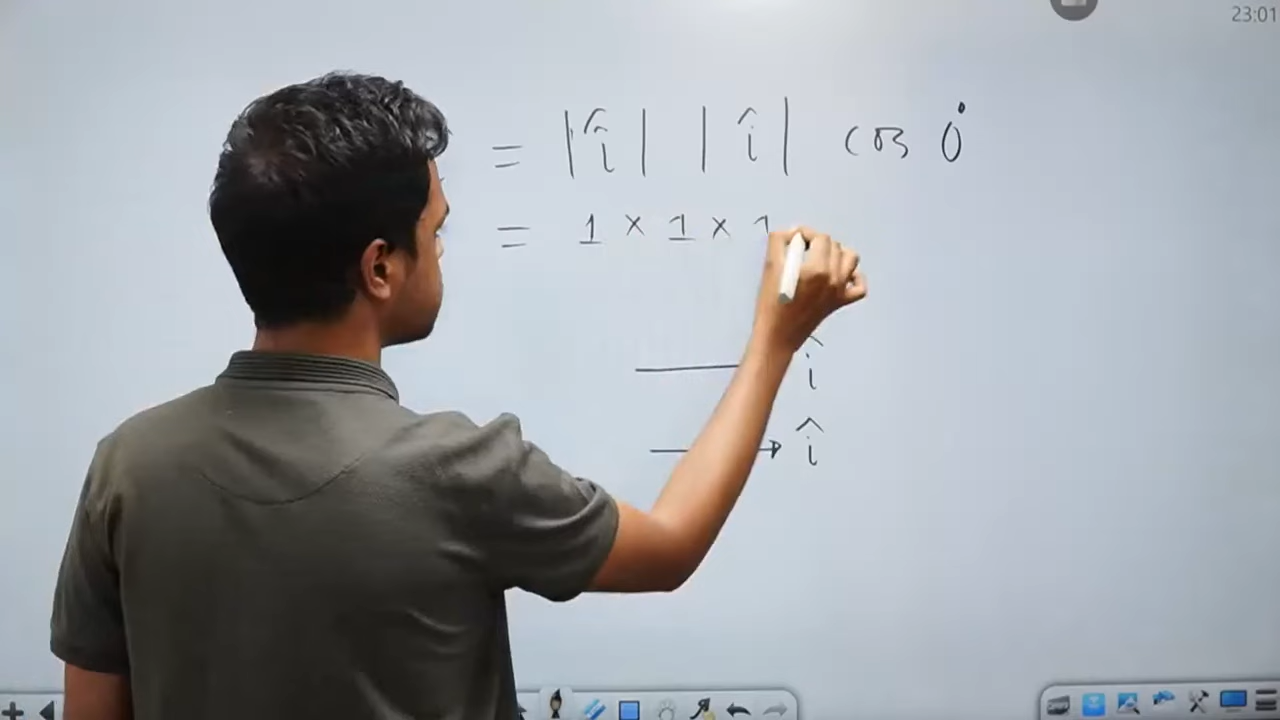 23:01
= |î| |î| cos 0°
= 1 × 1 × 1
î
î